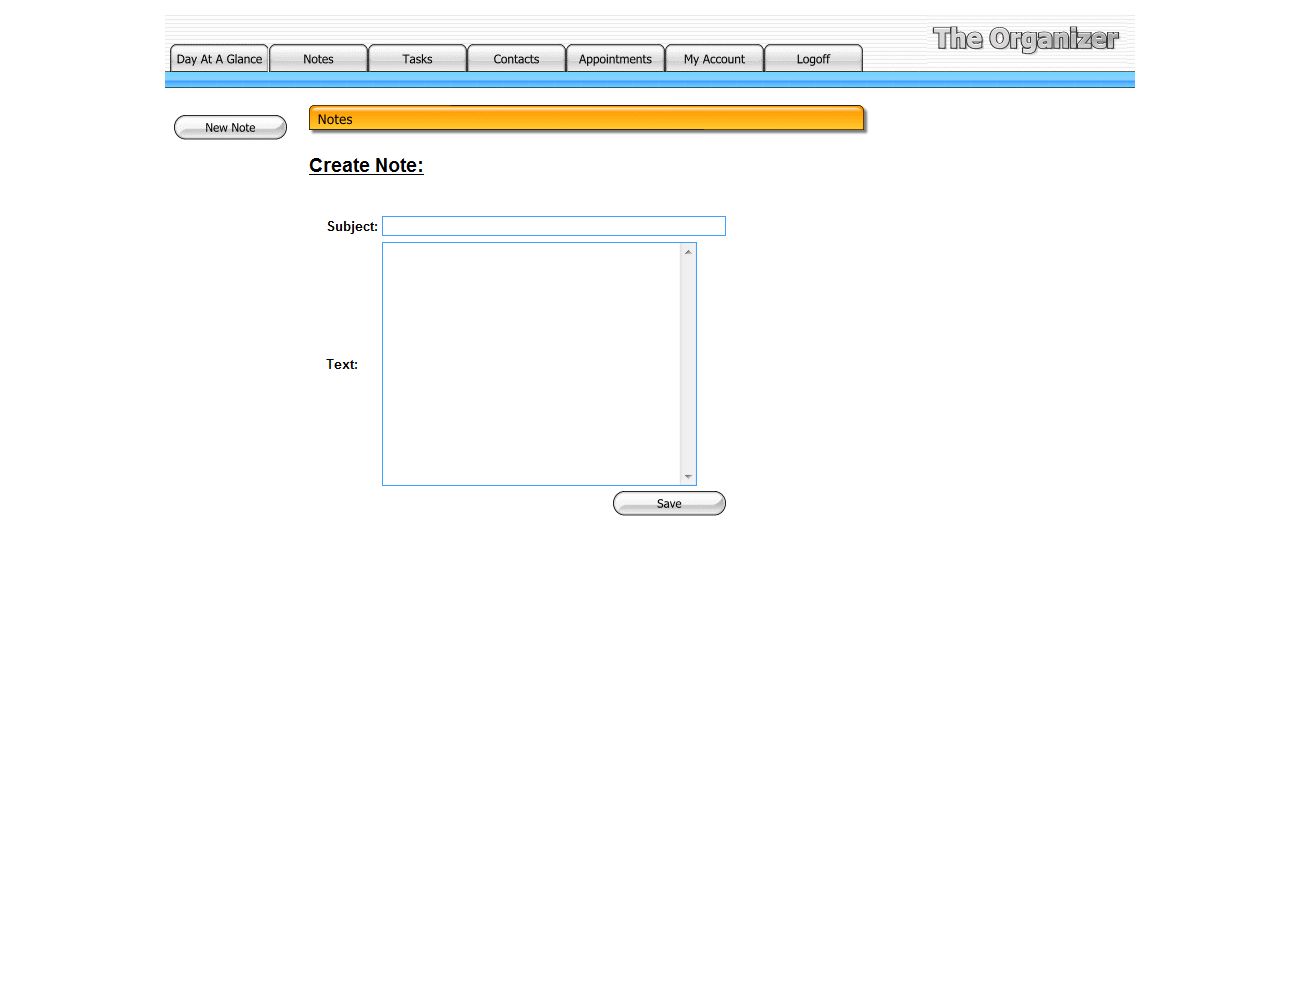 The Organizer
Day At A Glance Notes Tasks Contacts Appointments My Account Logoff
New Note
Notes
Create Note:
Subject:
Text:
Save